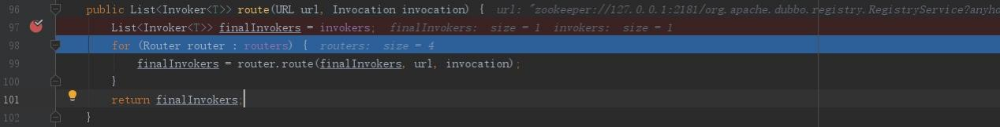 96 public List<Invoker<T>> route(URL url, Invocation invocation) { url: "zookeeper://127.0.0.1:2181/org.apache.dubbo.registry.RegistryService?anyho
97 List<Invoker<T>> finalInvokers = invokers; finalInvokers: size = 1 invokers: size = 1
98 for (Router router : routers) { routers: size = 4
99 finalInvokers = router.route(finalInvokers, url, invocation);
100 }
101 return finalInvokers;
102 }